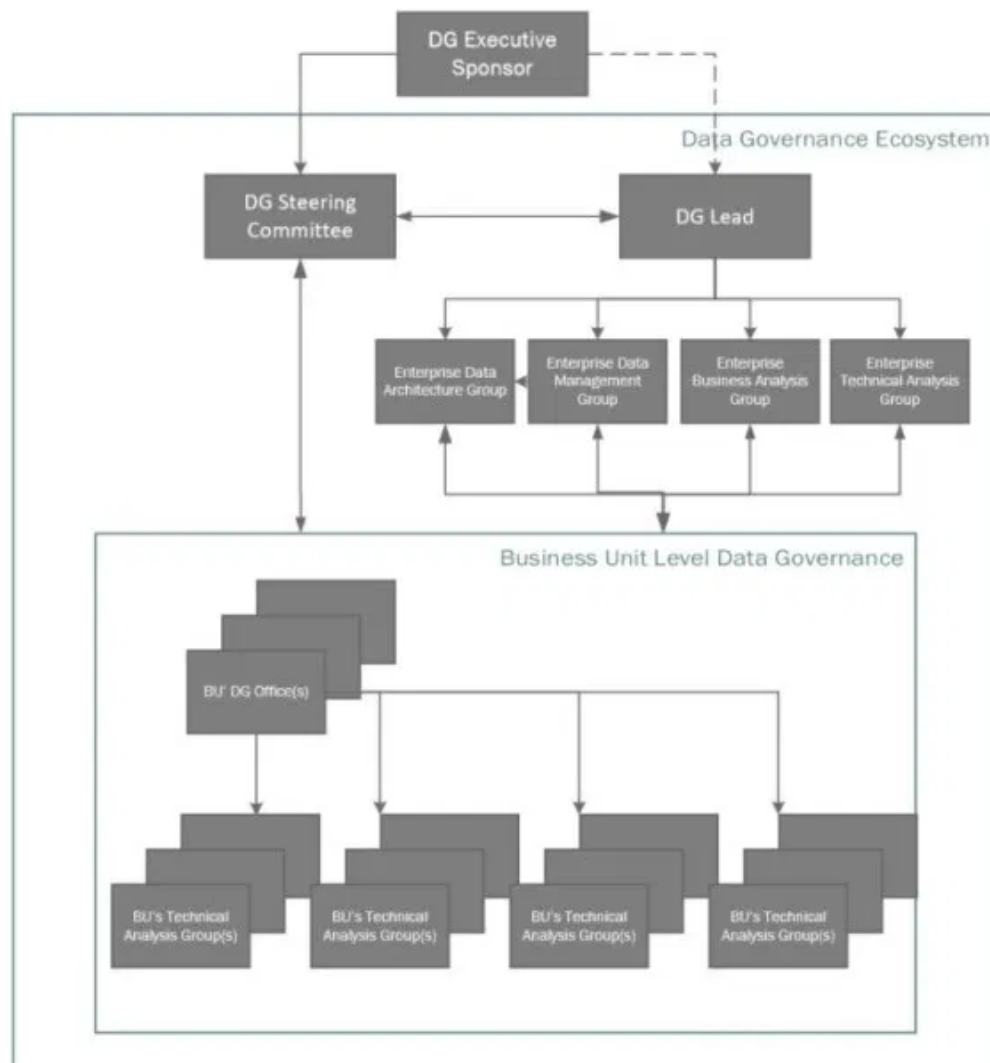 DG Executive
Sponsor
Data Governance Ecosystem
DG Steering
Committee
DG Lead
Enterprise Data
Architecture Group
Enterprise Data
Management
Group
Enterprise
Business Analysis
Group
Enterprise
Technical Analysis
Group
Business Unit Level Data Governance
BU' DG Office(s)
BU's Technical
Analysis Group(s)
BU's Technical
Analysis Group(s)
BU's Technical
Analysis Group(s)
BU's Technical
Analysis Group(s)